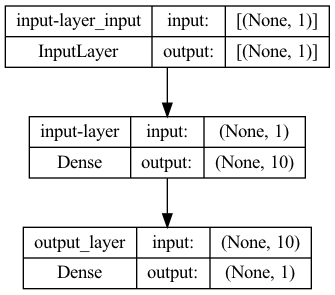 input-layer_input input: [(None, 1)]
InputLayer output: [(None, 1)]
input-layer input: (None, 1)
Dense output: (None, 10)
output_layer input: (None, 10)
Dense output: (None, 1)